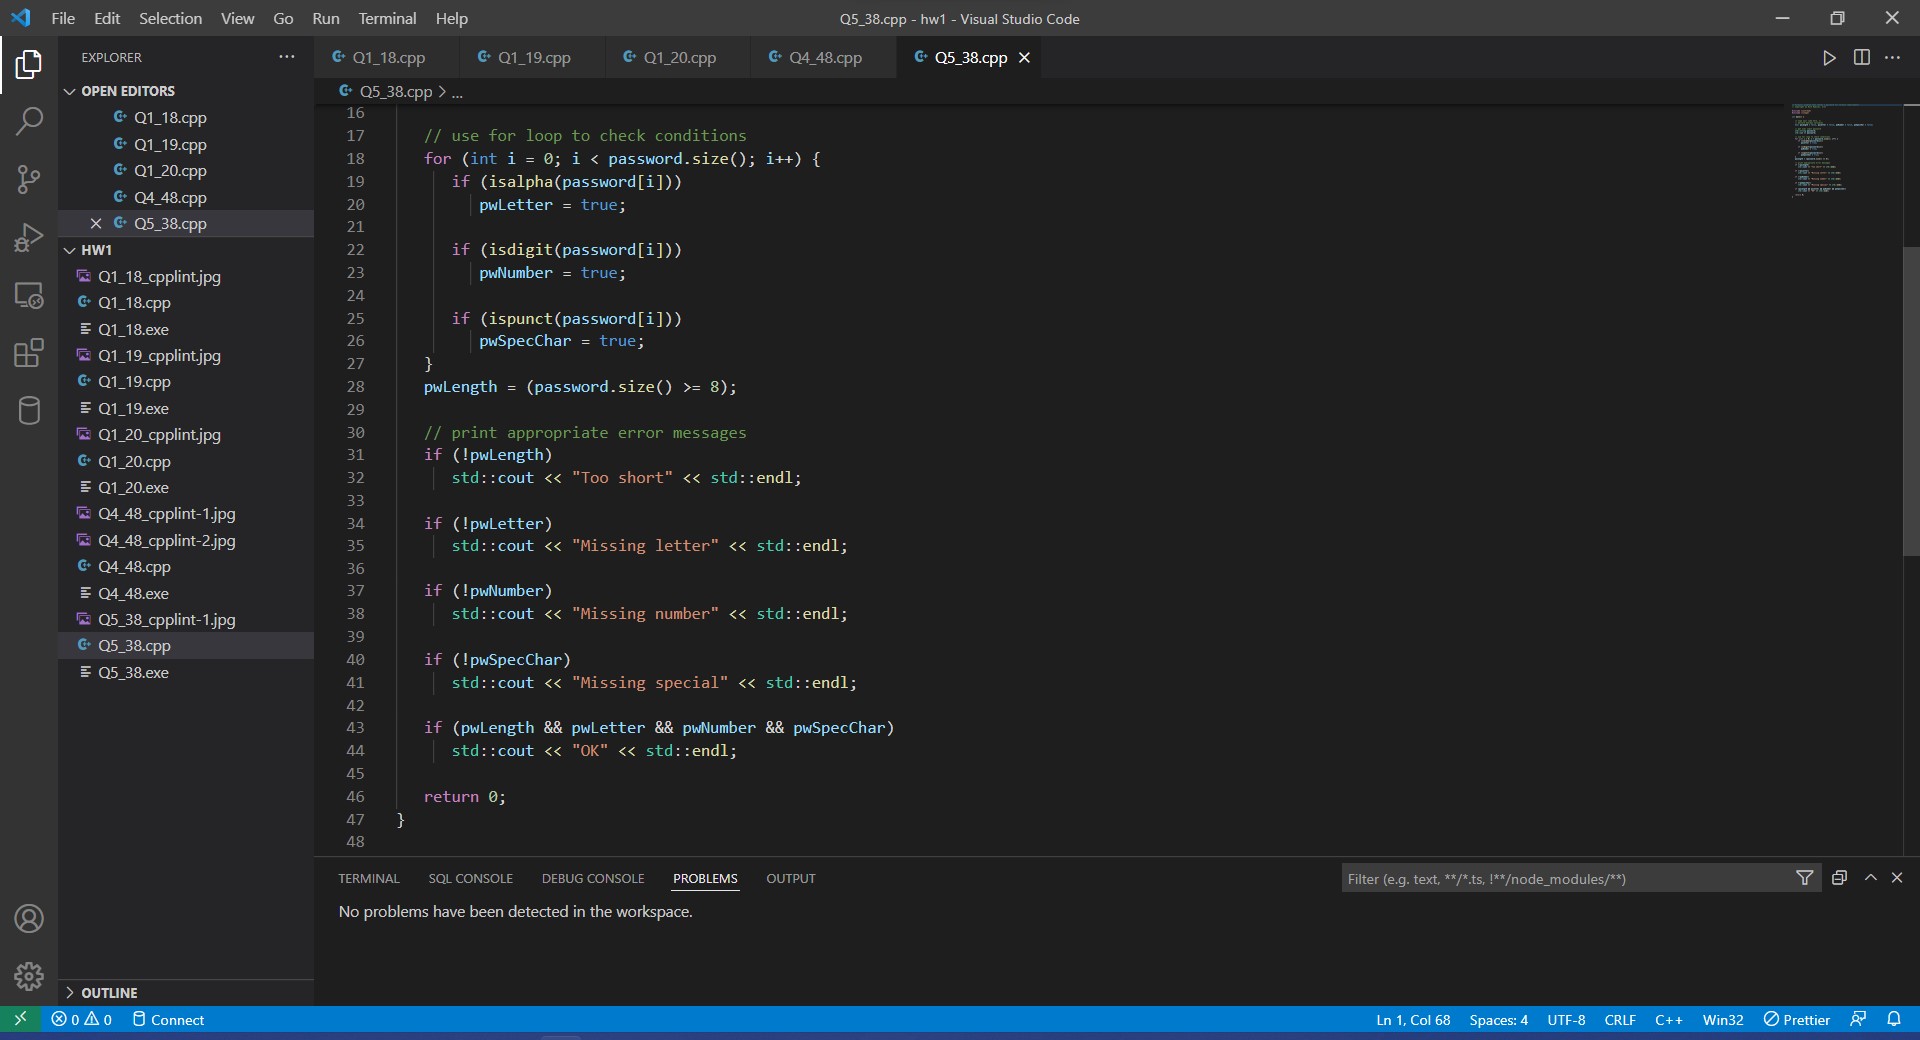 File Edit Selection View Go Run Terminal Help
Q5_38.cpp - hw1 - Visual Studio Code
EXPLORER
OPEN EDITORS
Q1_18.cpp
Q1_19.cpp
Q1_20.cpp
Q4_48.cpp
Q5_38.cpp
HW1
Q1_18_cpplint.jpg
Q1_18.cpp
Q1_18.exe
Q1_19_cpplint.jpg
Q1_19.cpp
Q1_19.exe
Q1_20_cpplint.jpg
Q1_20.cpp
Q1_20.exe
Q4_48_cpplint-1.jpg
Q4_48_cpplint-2.jpg
Q4_48.cpp
Q4_48.exe
Q5_38_cpplint-1.jpg
Q5_38.cpp
Q5_38.exe
OUTLINE
Q1_18.cpp Q1_19.cpp Q1_20.cpp Q4_48.cpp Q5_38.cpp
Q5_38.cpp > ...
16
17 // use for loop to check conditions
18 for (int i = 0; i < password.size(); i++) {
19 if (isalpha(password[i]))
20 pwLetter = true;
21
22 if (isdigit(password[i]))
23 pwNumber = true;
24
25 if (ispunct(password[i]))
26 pwSpecChar = true;
27 }
28 pwLength = (password.size() >= 8);
29
30 // print appropriate error messages
31 if (!pwLength)
32 std::cout << "Too short" << std::endl;
33
34 if (!pwLetter)
35 std::cout << "Missing letter" << std::endl;
36
37 if (!pwNumber)
38 std::cout << "Missing number" << std::endl;
39
40 if (!pwSpecChar)
41 std::cout << "Missing special" << std::endl;
42
43 if (pwLength && pwLetter && pwNumber && pwSpecChar)
44 std::cout << "OK" << std::endl;
45
46 return 0;
47 }
48
TERMINAL SQL CONSOLE DEBUG CONSOLE PROBLEMS OUTPUT
Filter (e.g. text, **/*.ts, !**/node_modules/**)
No problems have been detected in the workspace.
0 0 Connect
Ln 1, Col 68 Spaces: 4 UTF-8 CRLF C++ Win32 Prettier